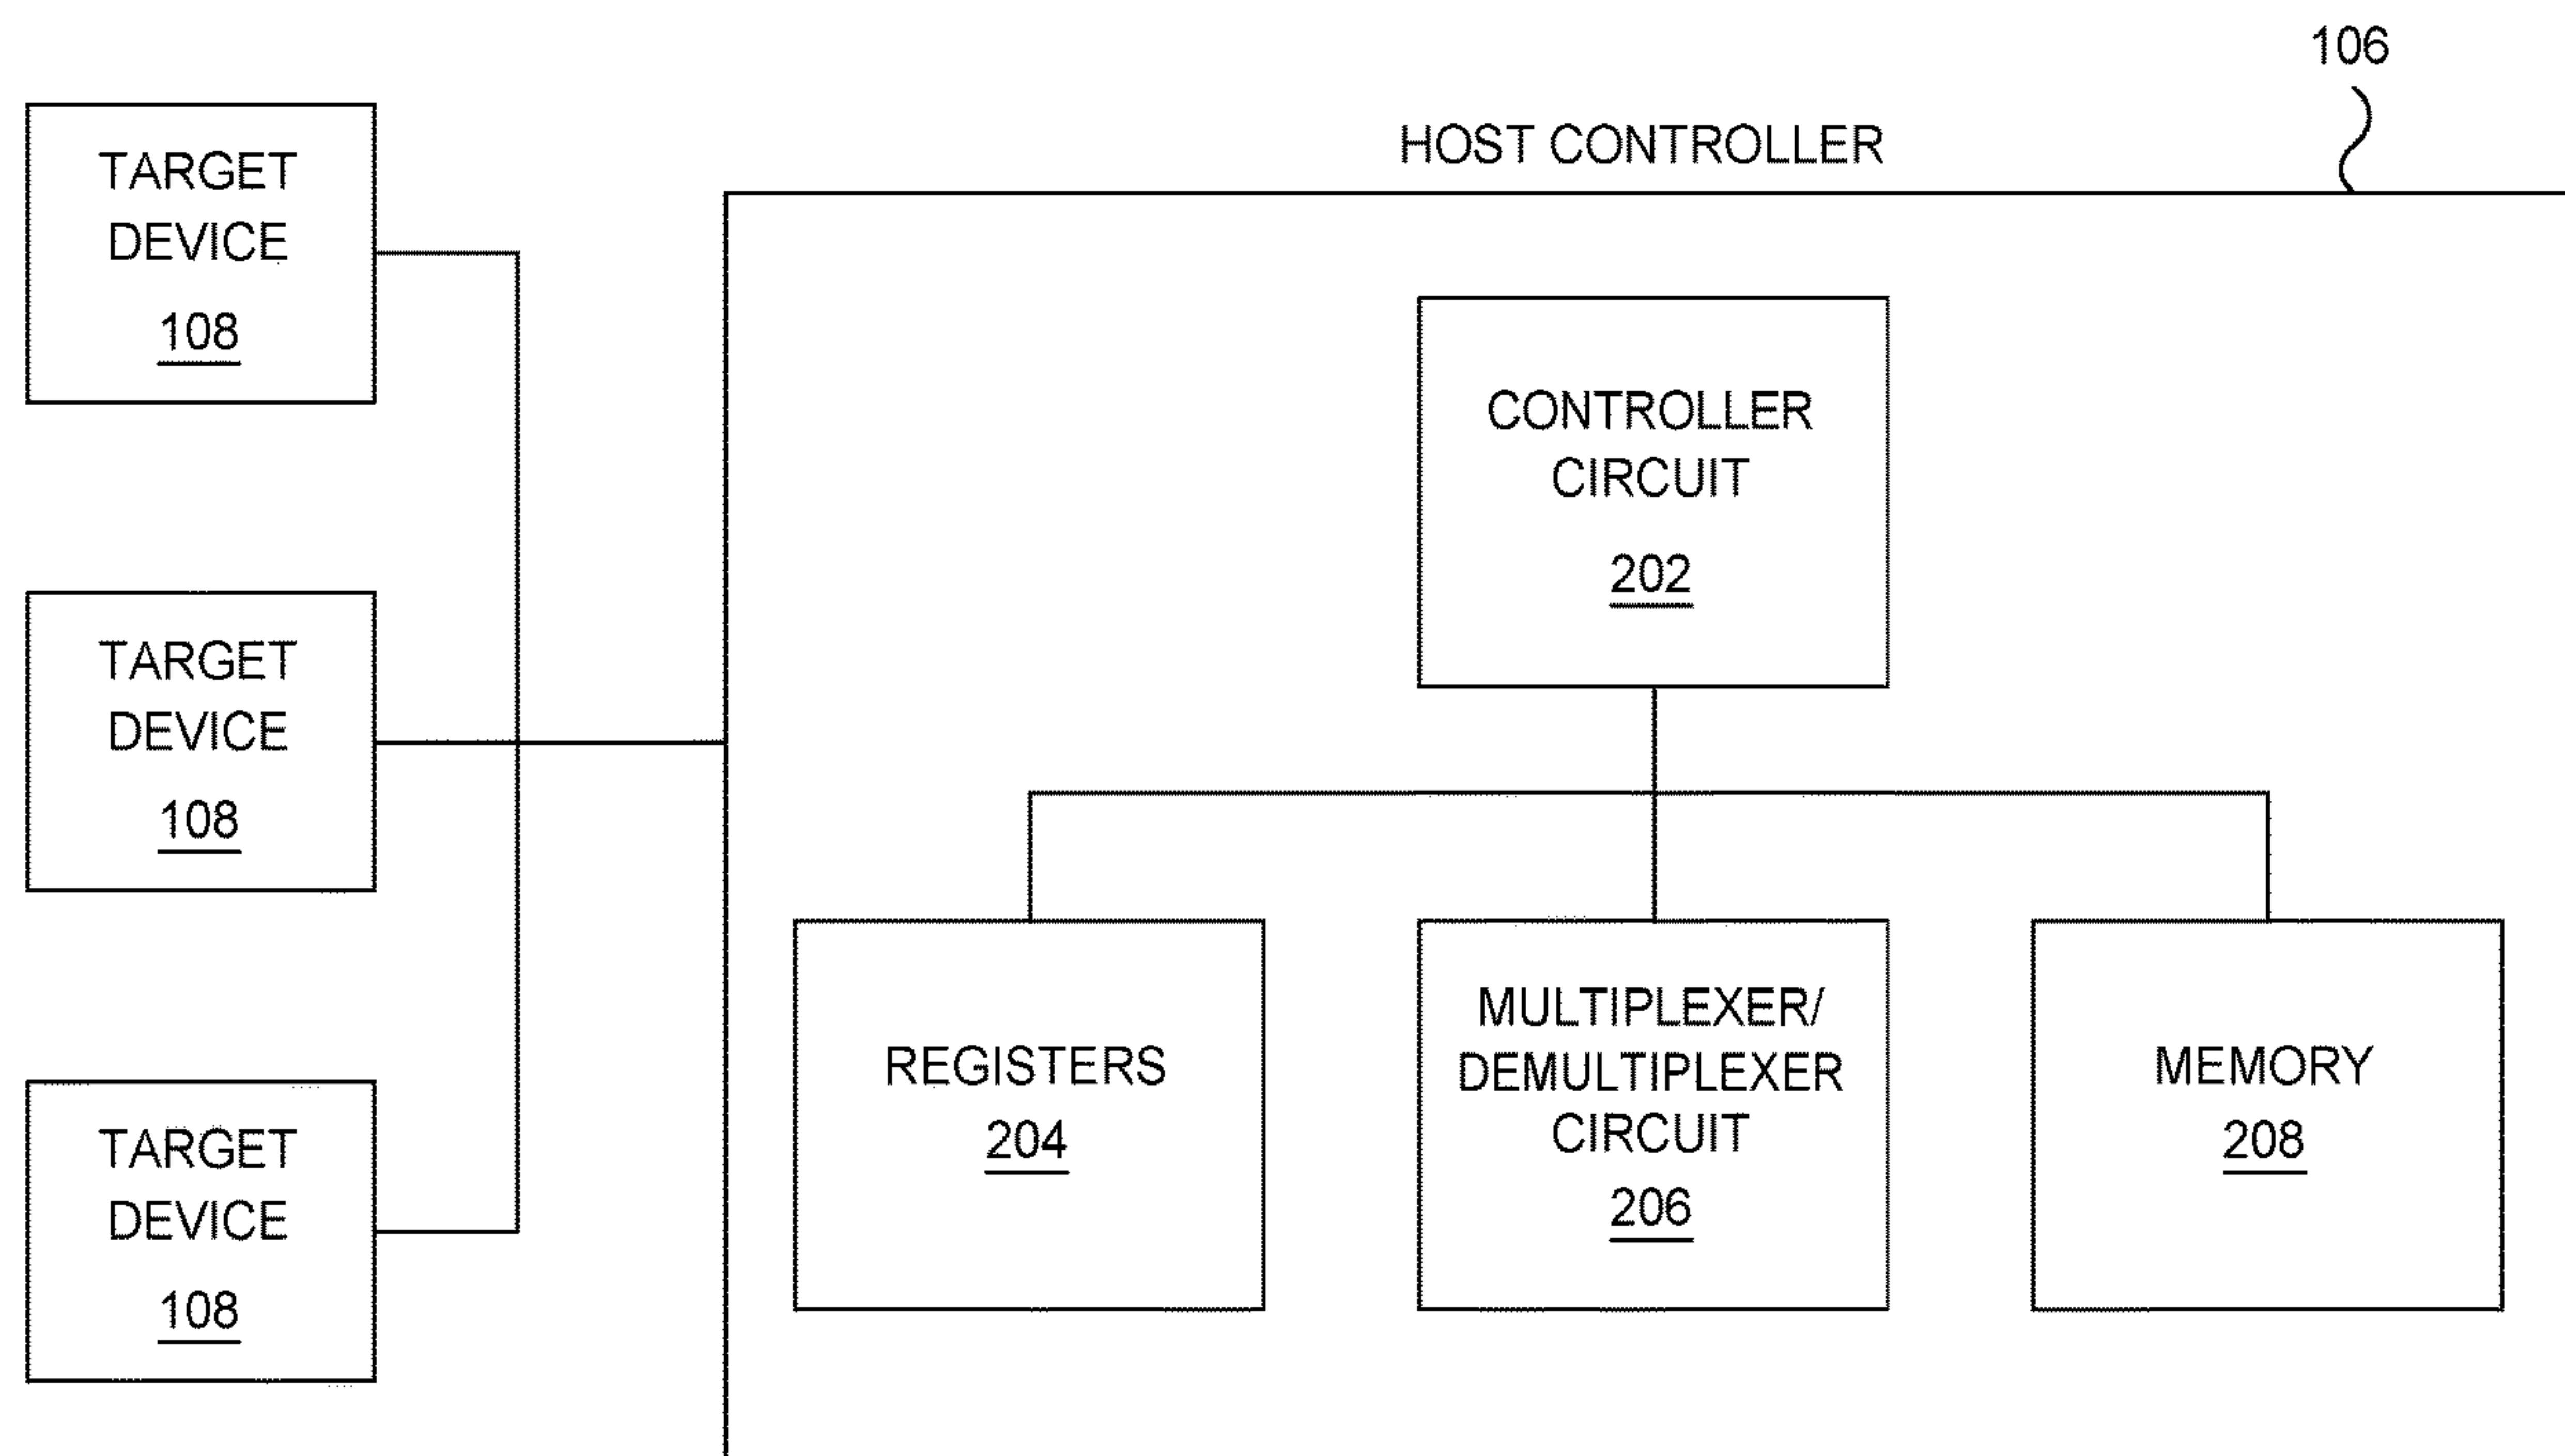 106
HOST CONTROLLER
TARGET
DEVICE
108
TARGET
DEVICE
108
TARGET
DEVICE
108
CONTROLLER
CIRCUIT
202
REGISTERS
204
MULTIPLEXER/
DEMULTIPLEXER
CIRCUIT
206
MEMORY
208